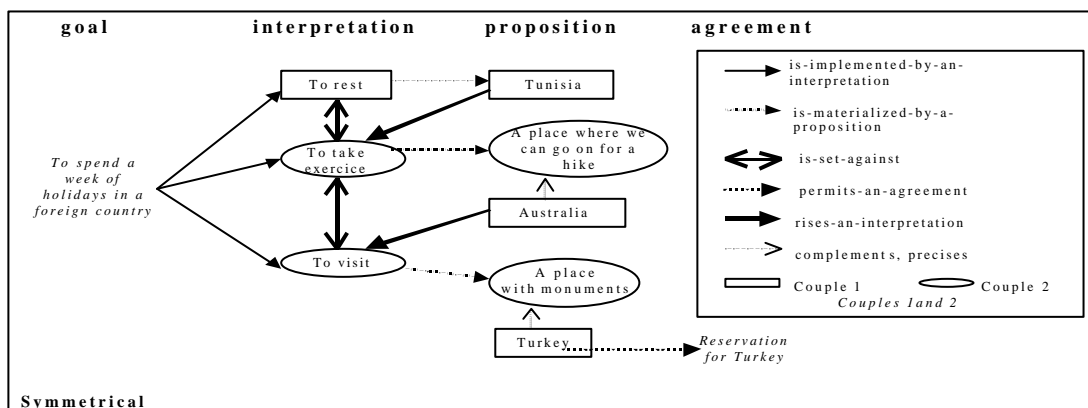 goal interpretation proposition agreement
To rest
Tunisia
To take
exercice
A place where we
can go on for a
hike
To spend a
week of
holidays in a
foreign country
Australia
To visit
A place
with monuments
Turkey
Reservation
for Turkey
is-implemented-by-an-
interpretation
is-materialized-by-a-
proposition
is-set-against
permits-an-agreement
rises-an-interpretation
complements, precises
Couple 1 Couple 2
Couples 1and 2
Symmetrical